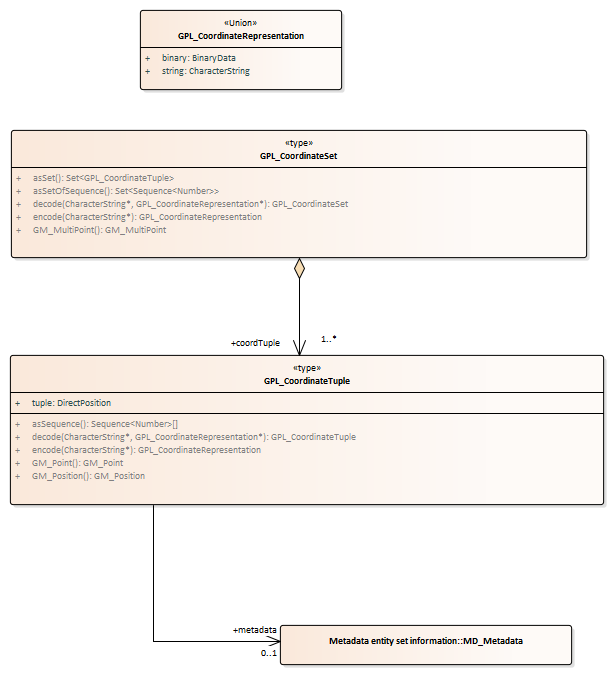 «Union»
GPL_CoordinateRepresentation
+ binary: BinaryData
+ string: CharacterString
«type»
GPL_CoordinateSet
+ asSet(): Set<GPL_CoordinateTuple>
+ asSetOfSequence(): Set<Sequence<Number>>
+ decode(CharacterString*, GPL_CoordinateRepresentation*): GPL_CoordinateSet
+ encode(CharacterString*): GPL_CoordinateRepresentation
+ GM_MultiPoint(): GM_MultiPoint
+coordTuple 1..*
«type»
GPL_CoordinateTuple
+ tuple: DirectPosition
+ asSequence(): Sequence<Number>[]
+ decode(CharacterString*, GPL_CoordinateRepresentation*): GPL_CoordinateTuple
+ encode(CharacterString*): GPL_CoordinateRepresentation
+ GM_Point(): GM_Point
+ GM_Position(): GM_Position
+metadata
0..1
Metadata entity set information::MD_Metadata